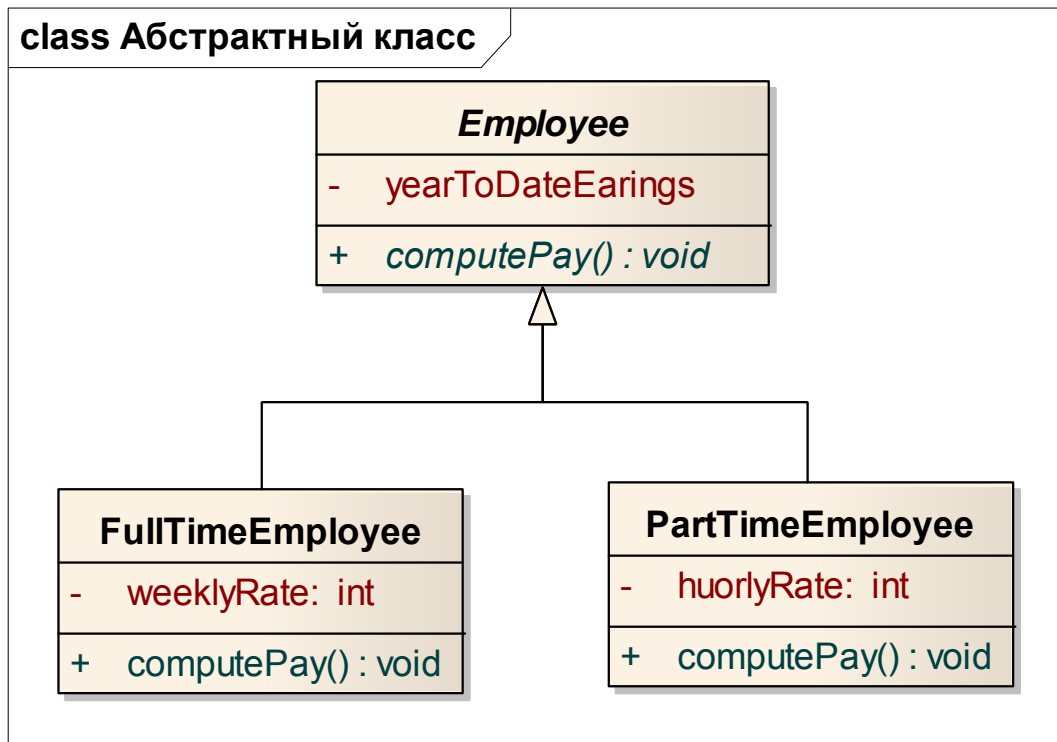 class Абстрактный класс
Employee
- yearToDateEarings
+ computePay() : void
FullTimeEmployee
- weeklyRate: int
+ computePay() : void
PartTimeEmployee
- huorlyRate: int
+ computePay() : void